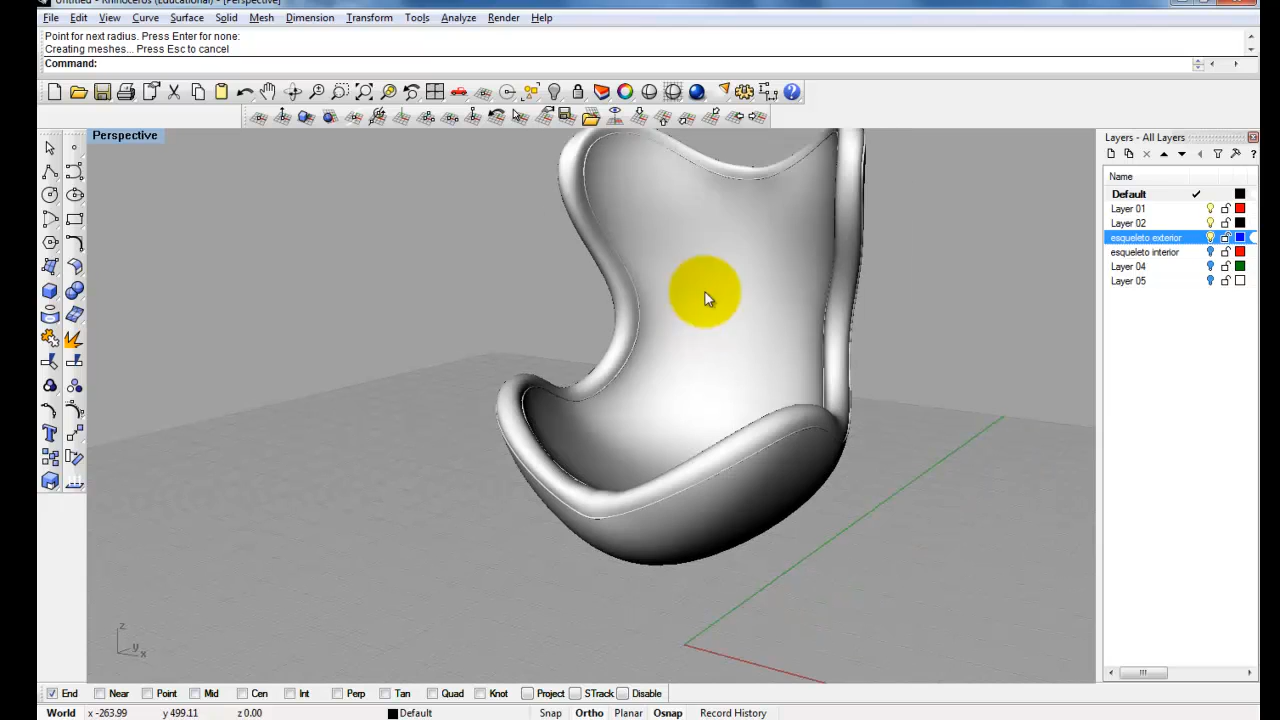 Untitled - Rhinoceros (Educational) - [Perspective]
File Edit View Curve Surface Solid Mesh Dimension Transform Tools Analyze Render Help
Point for next radius. Press Enter for none:
Creating meshes... Press Esc to cancel
Command:
Perspective
Layers - All Layers
Name
Default
Layer 01
Layer 02
esqueleto exterior
esqueleto interior
Layer 04
Layer 05
z
y
x
End Near Point Mid Cen Int Perp Tan Quad Knot Project STrack Disable
World x -263.99 y 499.11 z 0.00 Default Snap Ortho Planar Osnap Record History